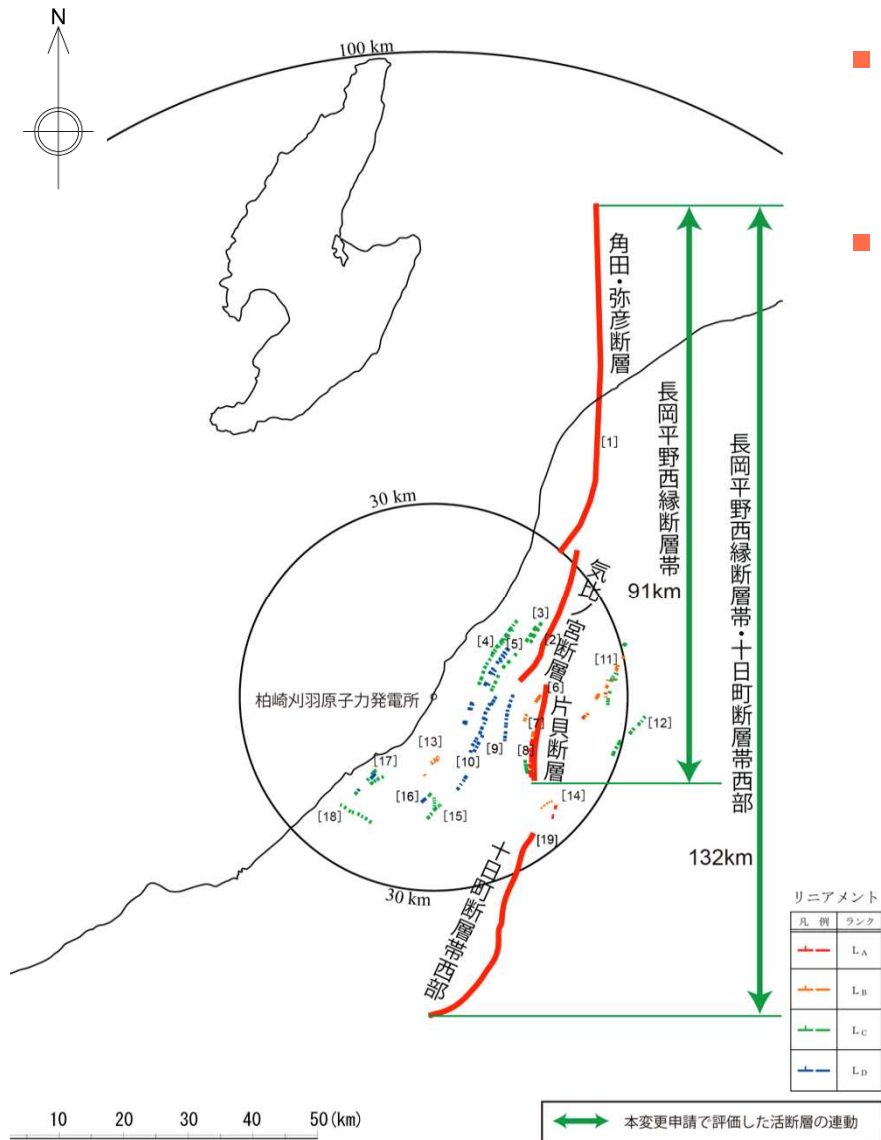 N
100 km
角田・弥彦断層
[1]
長岡平野西縁断層帯
91km
長岡平野西縁断層帯・十日町断層帯西部
132km
30 km
気比ノ宮断層
[3]
[4]
[5]
[2]
[11]
柏崎刈羽原子力発電所
[6]
片貝断層
[7]
[12]
[9]
[8]
[10]
[13]
[17]
[16]
[14]
[18]
[15]
[19]
30 km
十日町断層帯西部
リニアメント
凡 例 ランク
LA
LB
LC
LD
10 20 30 40 50(km)
本変更申請で評価した活断層の連動